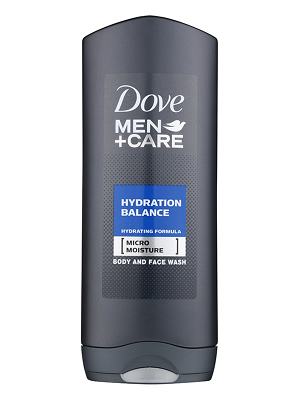 Dove
MEN
+CARE
HYDRATION
BALANCE
HYDRATING FORMULA
MICRO
MOISTURE
BODY AND FACE WASH